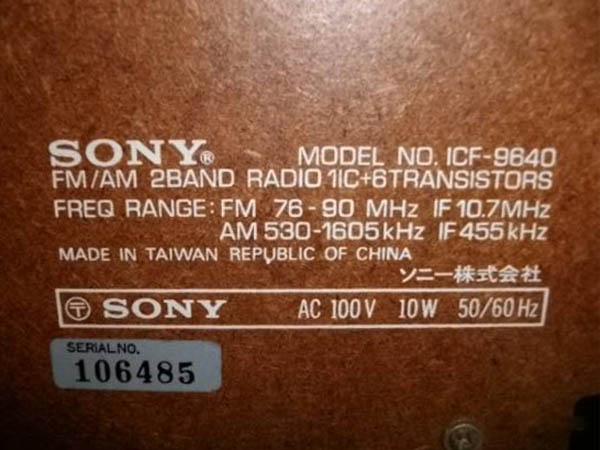 SONY® MODEL NO. ICF-9640
FM/AM 2BAND RADIO 1IC+6TRANSISTORS
FREQ RANGE: FM 76-90 MHz IF 10.7MHz
AM 530-1605kHz IF 455kHz
MADE IN TAIWAN REPUBLIC OF CHINA
ソニー株式会社
〶 SONY AC 100V 10W 50/60Hz
SERIAL NO.
106485